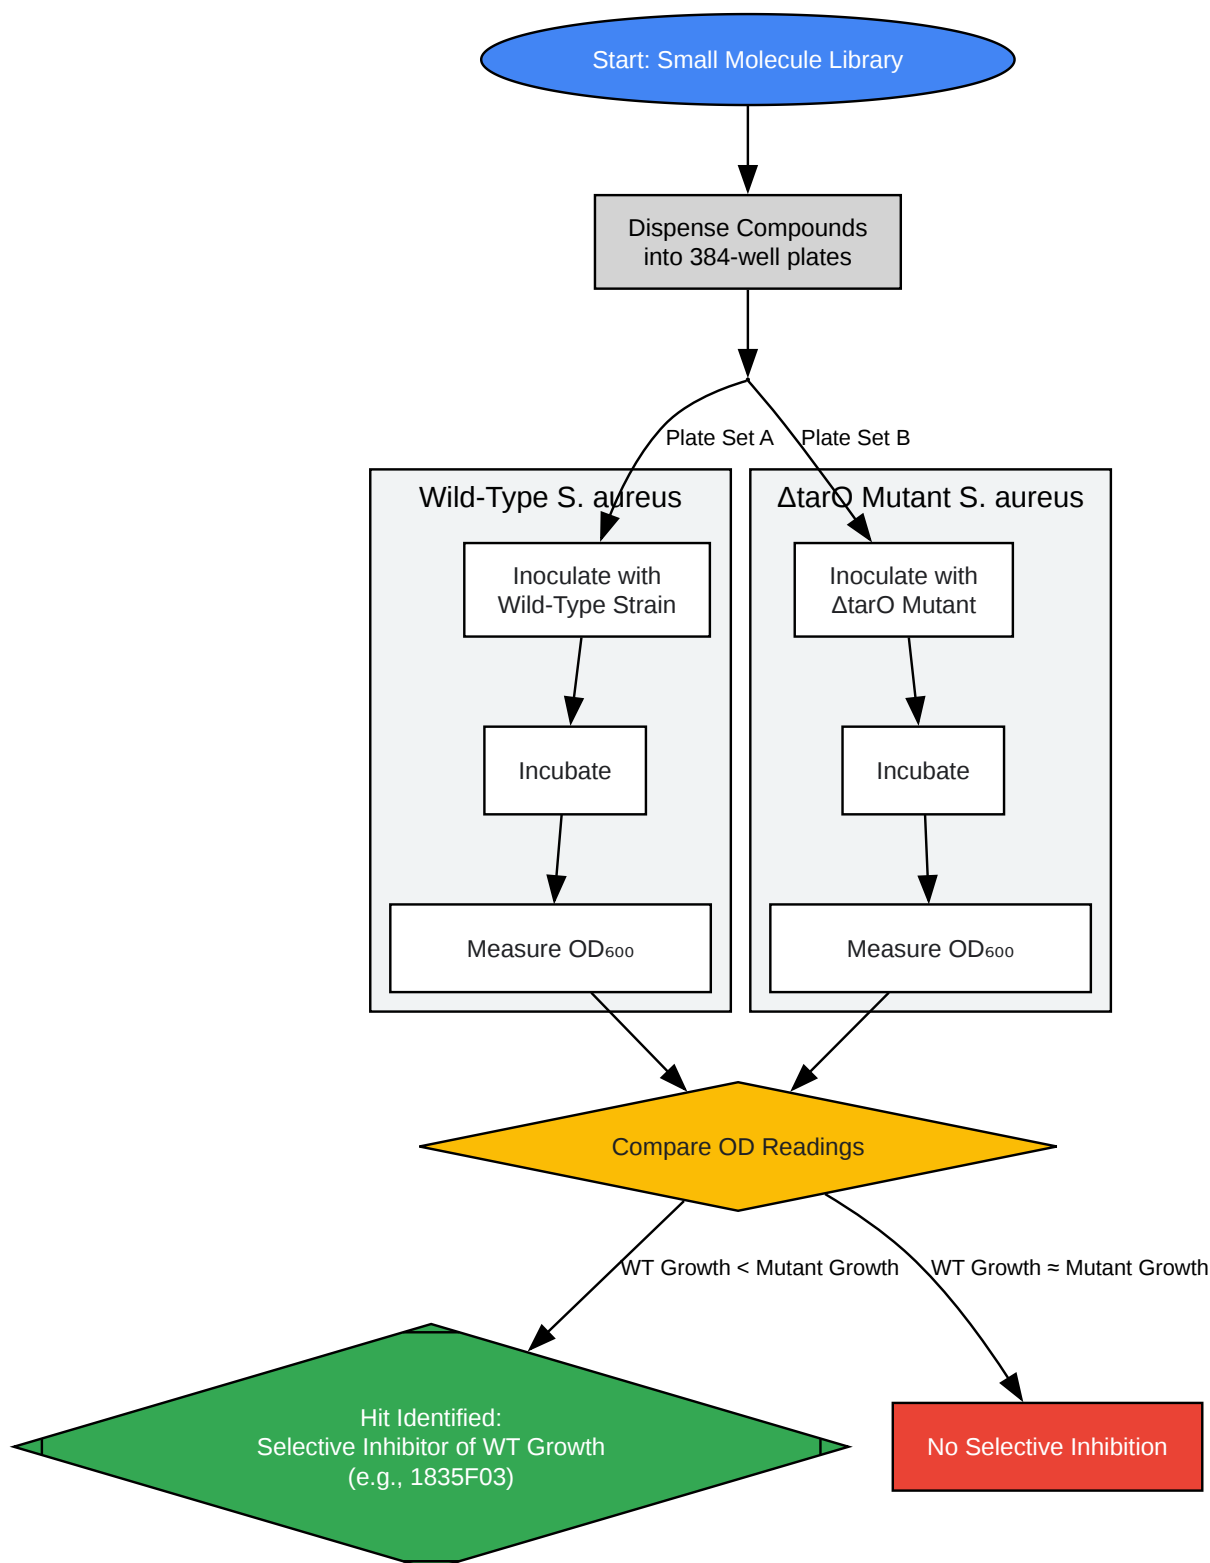 Start: Small Molecule Library
Dispense Compounds
into 384-well plates
Plate Set A
Plate Set B
Wild-Type S. aureus
ΔtarO Mutant S. aureus
Inoculate with
Wild-Type Strain
Inoculate with
ΔtarO Mutant
Incubate
Incubate
Measure OD₆₀₀
Measure OD₆₀₀
Compare OD Readings
WT Growth < Mutant Growth
WT Growth ≈ Mutant Growth
Hit Identified:
Selective Inhibitor of WT Growth
(e.g., 1835F03)
No Selective Inhibition